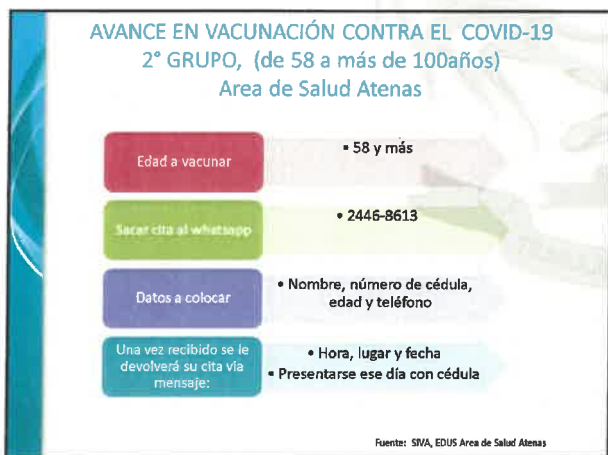 AVANCE EN VACUNACIÓN CONTRA EL COVID-19
2° GRUPO, (de 58 a más de 100años)
Area de Salud Atenas
Edad a vacunar
• 58 y más
Sacar cita al whatsapp
• 2446-8613
Datos a colocar
• Nombre, número de cédula,
edad y teléfono
Una vez recibido se le
devolverá su cita vía
mensaje:
• Hora, lugar y fecha
• Presentarse ese día con cédula
Fuente: SIVA, EDUS Area de Salud Atenas